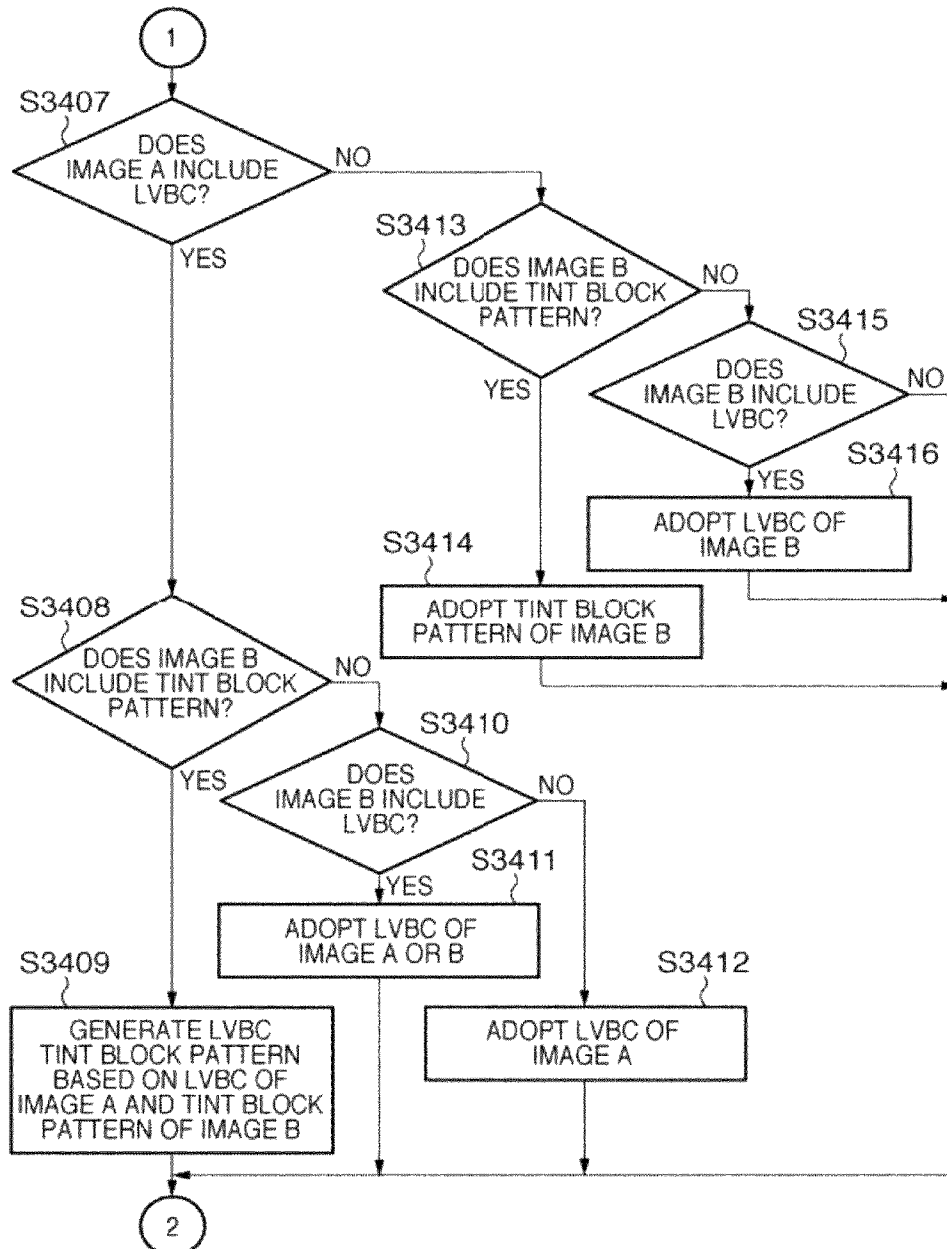 1
S3407
DOES
IMAGE A INCLUDE
LVBC?
NO
YES
S3413
DOES IMAGE B
INCLUDE TINT BLOCK
PATTERN?
NO
YES
S3415
DOES
IMAGE B INCLUDE
LVBC?
NO
YES
S3416
ADOPT LVBC OF
IMAGE B
S3414
ADOPT TINT BLOCK
PATTERN OF IMAGE B
S3408
DOES IMAGE B
INCLUDE TINT BLOCK
PATTERN?
NO
YES
S3410
DOES
IMAGE B INCLUDE
LVBC?
NO
YES
S3411
ADOPT LVBC OF
IMAGE A OR B
S3412
ADOPT LVBC OF
IMAGE A
S3409
GENERATE LVBC
TINT BLOCK PATTERN
BASED ON LVBC OF
IMAGE A AND TINT BLOCK
PATTERN OF IMAGE B
2